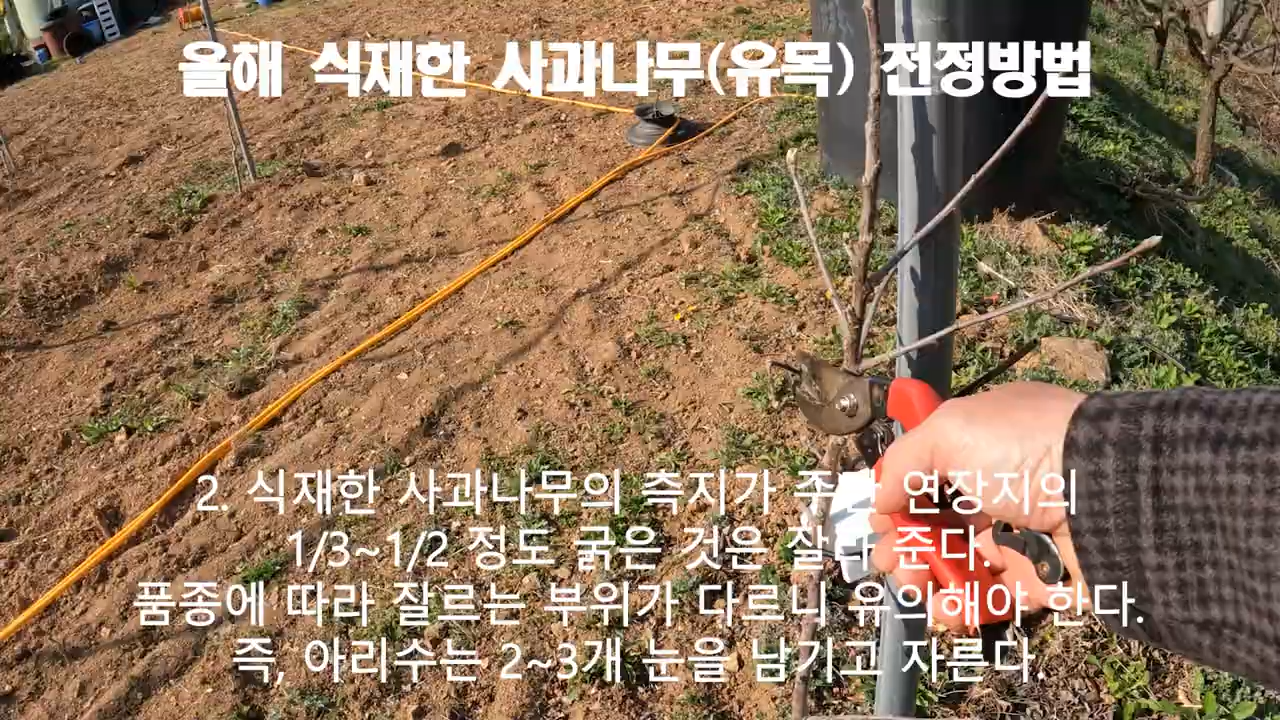 올해 식재한 사과나무(유목) 전정방법
2. 식재한 사과나무의 측지가 주간 연장지의
1/3~1/2 정도 굵은 것은 잘라 준다.
품종에 따라 잘르는 부위가 다르니 유의해야 한다.
즉, 아리수는 2~3개 눈을 남기고 자른다